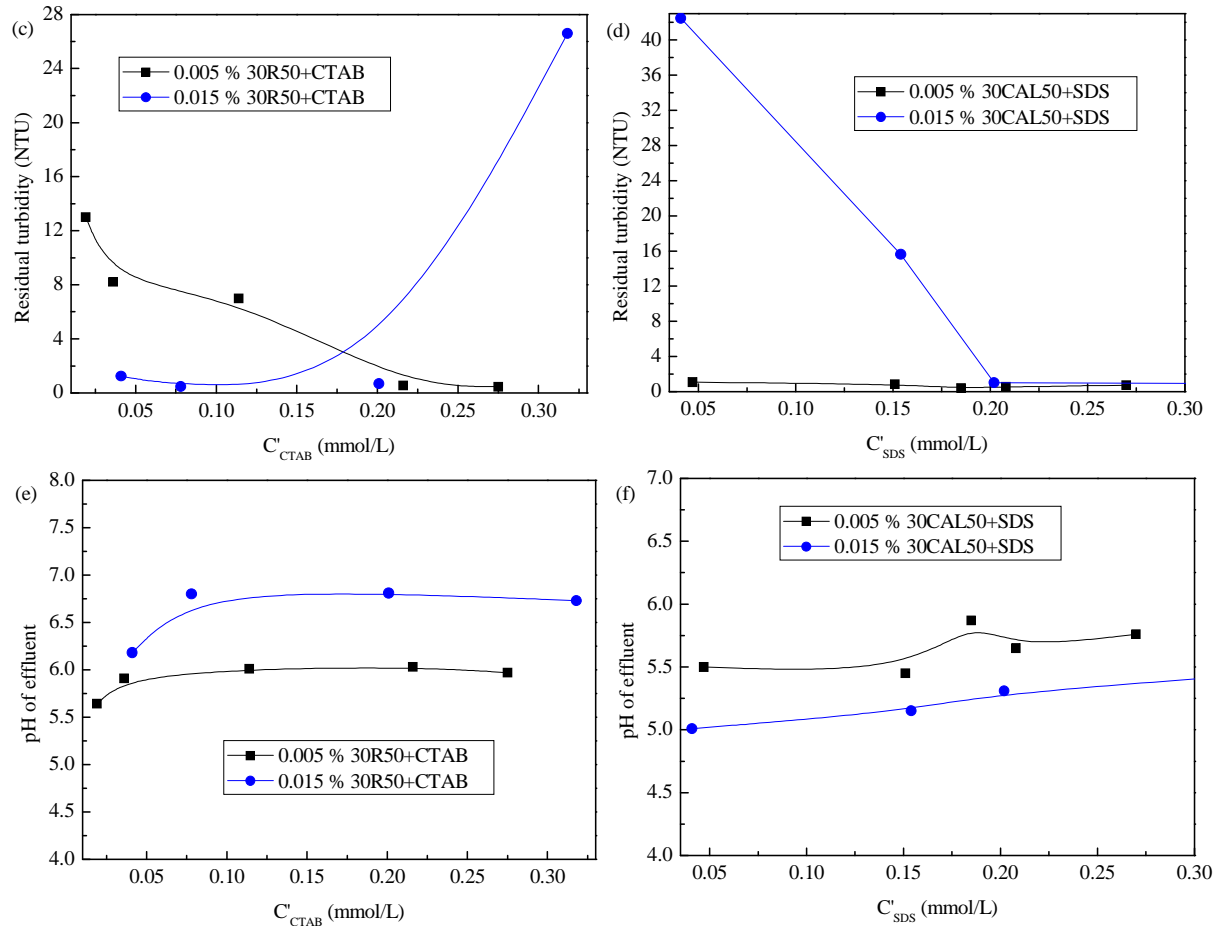 (c)
28
24
20
16
12
8
4
0
Residual turbidity (NTU)
0.005 % 30R50+CTAB
0.015 % 30R50+CTAB
0.05
0.10
0.15
0.20
0.25
0.30
C'CTAB (mmol/L)
(d)
42
36
30
24
18
12
6
0
Residual turbidity (NTU)
0.005 % 30CAL50+SDS
0.015 % 30CAL50+SDS
0.05
0.10
0.15
0.20
0.25
0.30
C'SDS (mmol/L)
(e)
8.0
7.5
7.0
6.5
6.0
5.5
5.0
4.5
4.0
pH of effluent
0.005 % 30R50+CTAB
0.015 % 30R50+CTAB
0.05
0.10
0.15
0.20
0.25
0.30
C'CTAB (mmol/L)
(f)
7.0
6.5
6.0
5.5
5.0
4.5
4.0
pH of effluent
0.005 % 30CAL50+SDS
0.015 % 30CAL50+SDS
0.05
0.10
0.15
0.20
0.25
0.30
C'SDS (mmol/L)